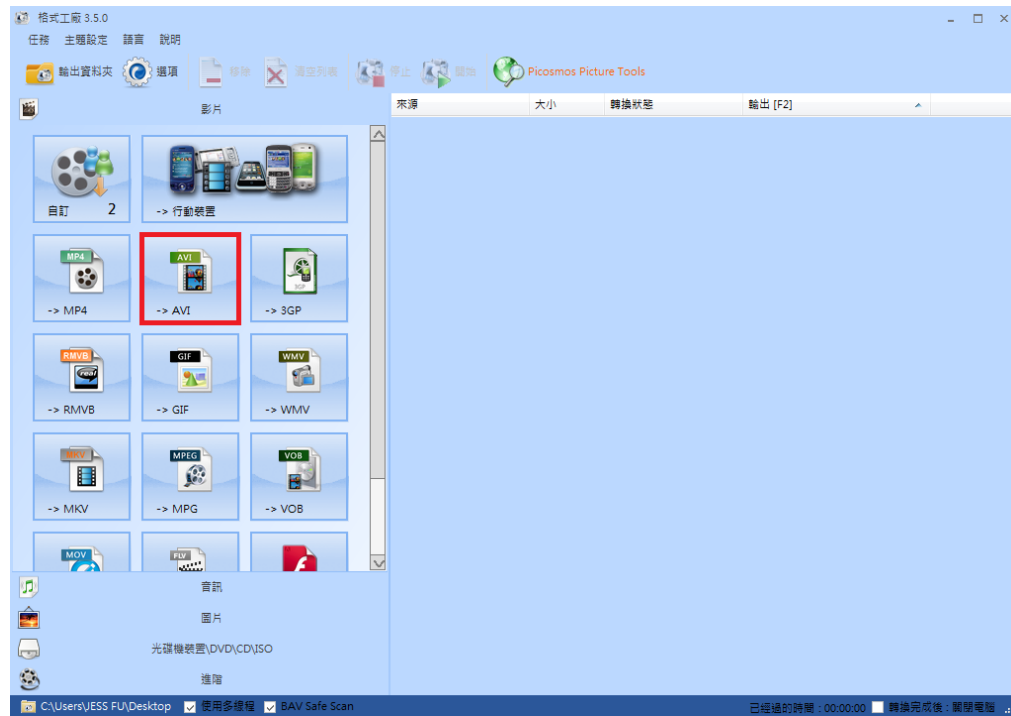 格式工廠 3.5.0
任務 主題設定 語言 說明
輸出資料夾 選項 移除 清空列表 停止 開始 Picosmos Picture Tools
影片
來源 大小 轉換狀態 輸出 [F2]
自訂 2 -> 行動裝置
MP4 AVI 3GP
-> MP4 -> AVI -> 3GP
RMVB real GIF WMV
-> RMVB -> GIF -> WMV
MKV MPEG VOB
-> MKV -> MPG -> VOB
MOV FLV
音訊
圖片
光碟機裝置\DVD\CD\ISO
進階
C:\Users\JESS FU\Desktop 使用多線程 BAV Safe Scan 已經過的時間 : 00:00:00 轉換完成後 : 關閉電腦